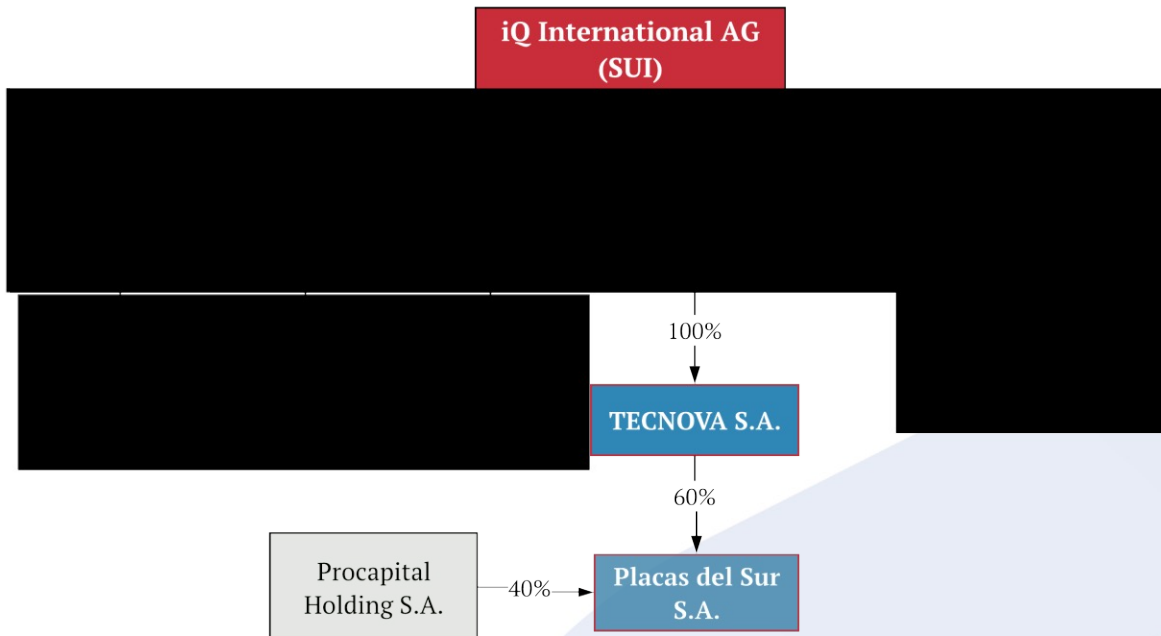 iQ International AG
(SUI)
100%
TECNOVA S.A.
60%
Procapital
Holding S.A.
40%
Placas del Sur
S.A.